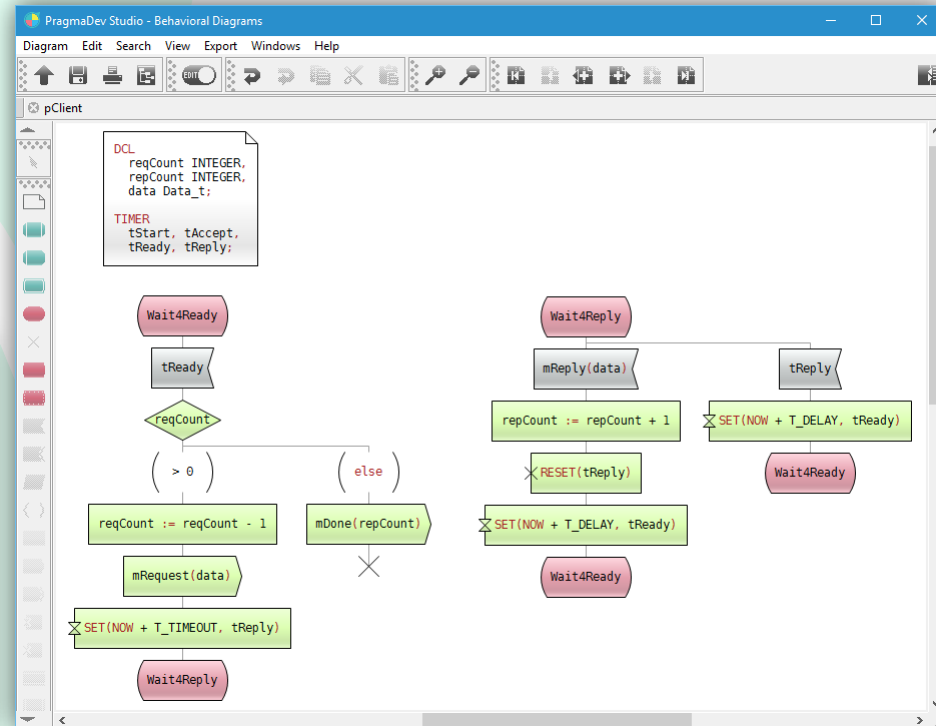 PragmaDev Studio - Behavioral Diagrams
Diagram Edit Search View Export Windows Help
EDIT
pClient
DCL
reqCount INTEGER,
repCount INTEGER,
data Data_t;
TIMER
tStart, tAccept,
tReady, tReply;
Wait4Ready
tReady
reqCount
> 0
else
reqCount := reqCount - 1
mDone(repCount)
mRequest(data)
SET(NOW + T_TIMEOUT, tReply)
Wait4Reply
Wait4Reply
mReply(data)
tReply
repCount := repCount + 1
SET(NOW + T_DELAY, tReady)
RESET(tReply)
Wait4Ready
SET(NOW + T_DELAY, tReady)
Wait4Ready